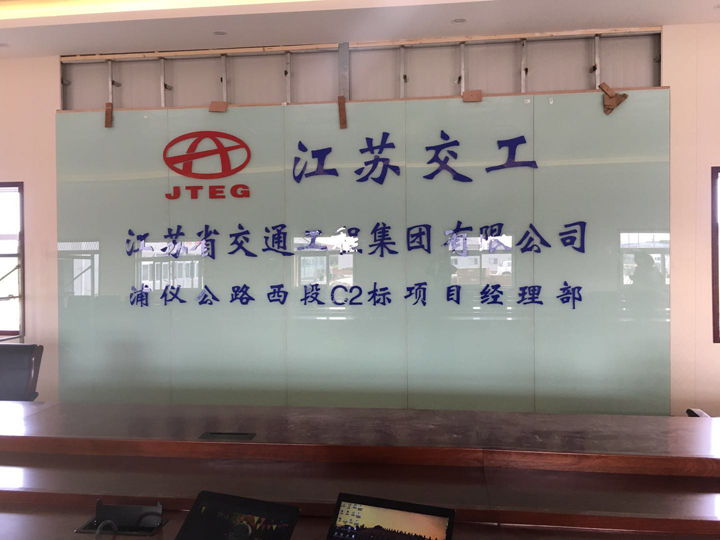 JTEG
江苏交工
江苏省交通工程集团有限公司
浦仪公路西段C2标项目经理部